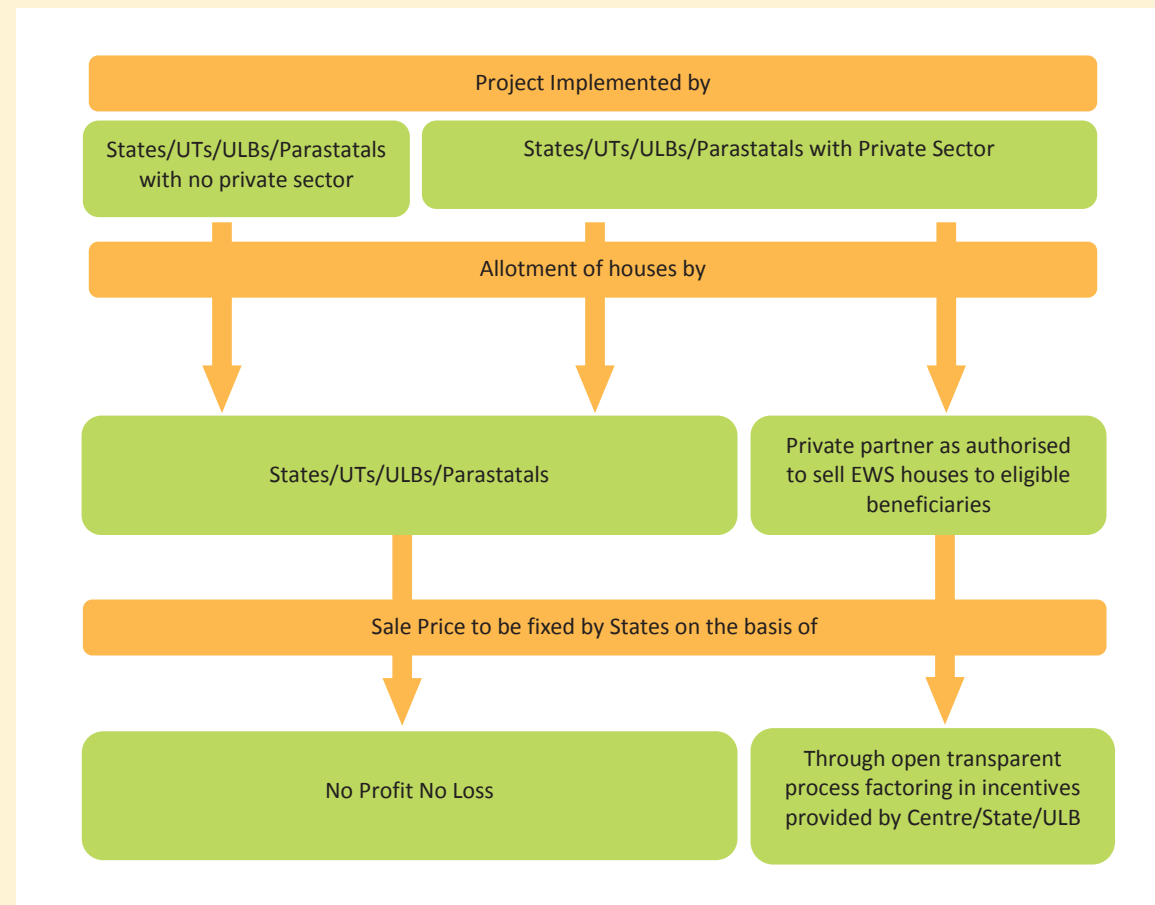 Project Implemented by
States/UTs/ULBs/Parastatals
with no private sector
States/UTs/ULBs/Parastatals with Private Sector
Allotment of houses by
States/UTs/ULBs/Parastatals
Private partner as authorised
to sell EWS houses to eligible
beneficiaries
Sale Price to be fixed by States on the basis of
No Profit No Loss
Through open transparent
process factoring in incentives
provided by Centre/State/ULB